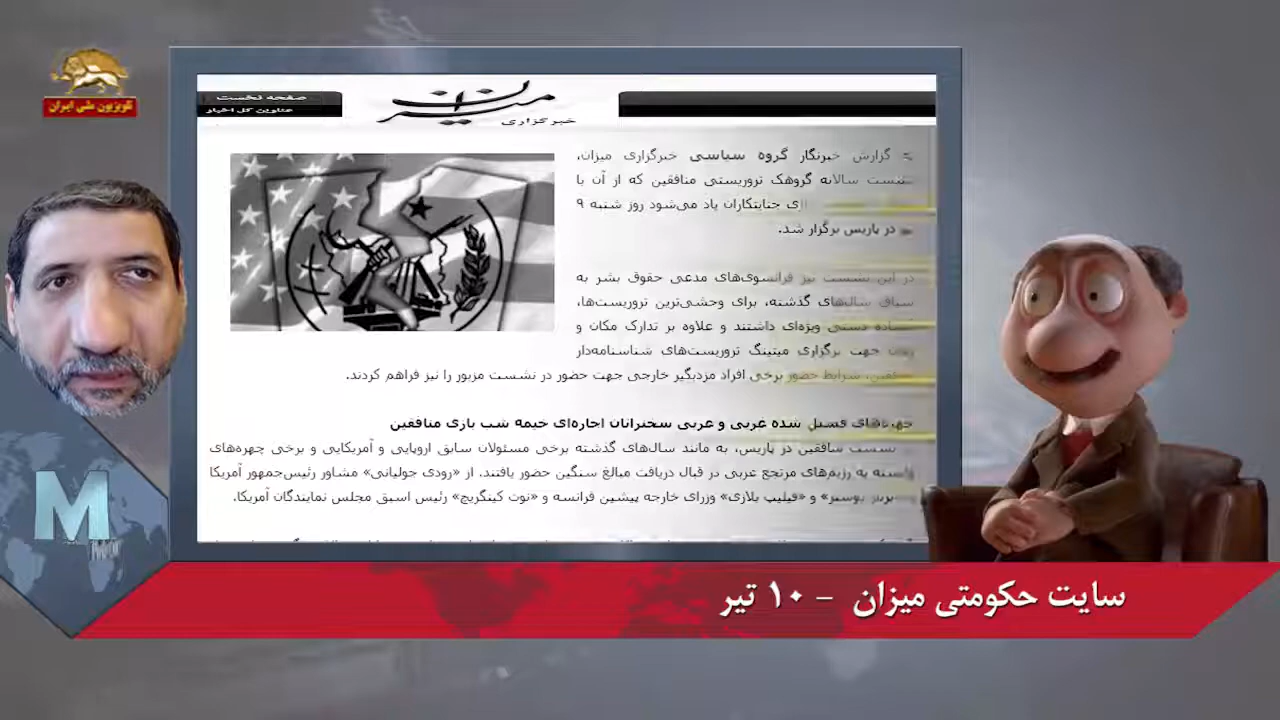 تلویزیون ملی ایران
صفحه نخست
عناوین کل اخبار
میزان
خبرگزاری
گزارش خبرنگار گروه سیاسی خبرگزاری میزان،
نشست سالانه گروهک تروریستی منافقین که از آن با
جنایتکاران یاد می‌شود روز شنبه ۹
در پاریس برگزار شد.
در این نشست نیز فرانسوی‌های مدعی حقوق بشر به
سیاق سال‌های گذشته، برای وحشی‌ترین تروریست‌ها،
دستی ویژه‌ای داشتند و علاوه بر تدارک مکان و
جهت برگزاری میتینگ تروریست‌های شناسنامه‌دار
شرایط حضور برخی افراد مزدبگیر خارجی جهت حضور در نشست مزبور را نیز فراهم کردند.
چهره‌های فسیل شده غربی و عربی سخنرانان اجاره‌ای خیمه شب بازی منافقین
نشست منافقین در پاریس، به مانند سال‌های گذشته برخی مسئولان سابق اروپایی و آمریکایی و برخی چهره‌های
وابسته به رژیم‌های مرتجع عربی در قبال دریافت مبالغ سنگین حضور یافتند. از «رودی جولیانی» مشاور رئیس‌جمهور آمریکا
«برنار کوشنر» و «فیلیپ بلازی» وزرای خارجه پیشین فرانسه و «نوت گینگریچ» رئیس اسبق مجلس نمایندگان آمریکا،
M
سایت حکومتی میزان - ۱۰ تیر